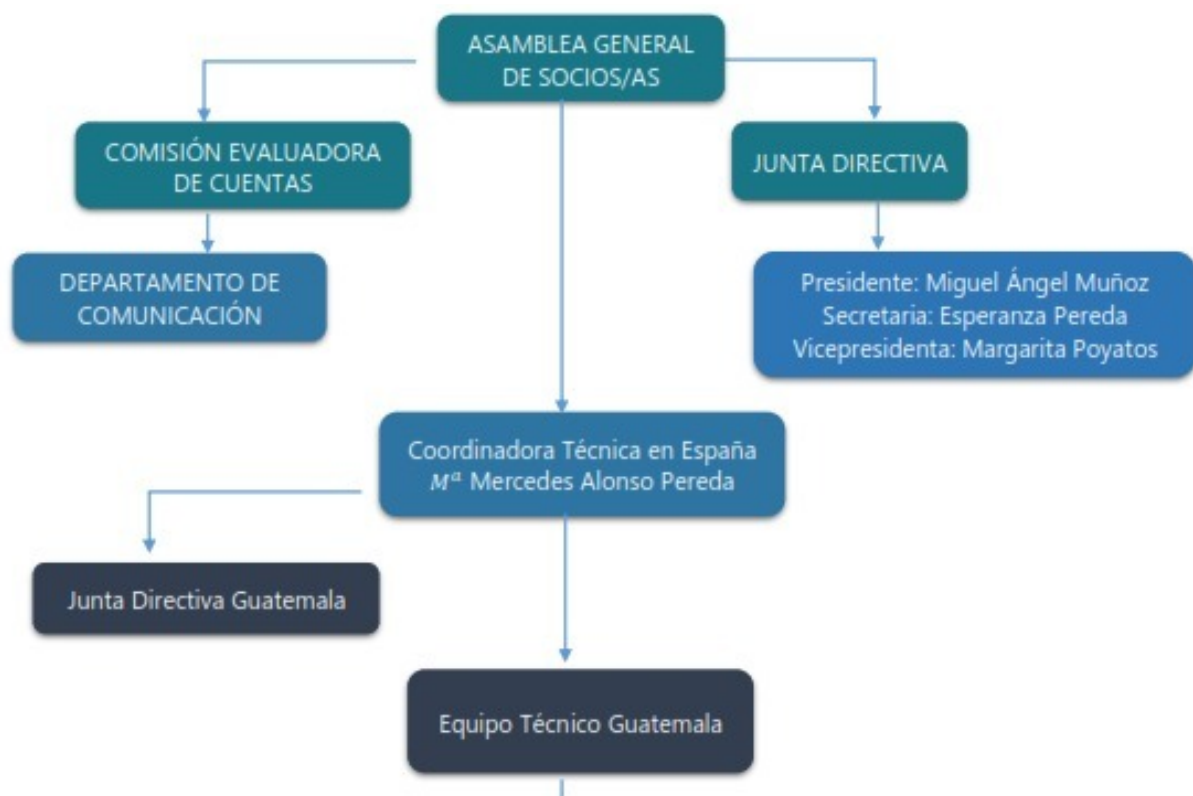 ASAMBLEA GENERAL
DE SOCIOS/AS
COMISIÓN EVALUADORA
DE CUENTAS
JUNTA DIRECTIVA
DEPARTAMENTO DE
COMUNICACIÓN
Presidente: Miguel Ángel Muñoz
Secretaria: Esperanza Pereda
Vicepresidenta: Margarita Poyatos
Coordinadora Técnica en España
Mª Mercedes Alonso Pereda
Junta Directiva Guatemala
Equipo Técnico Guatemala